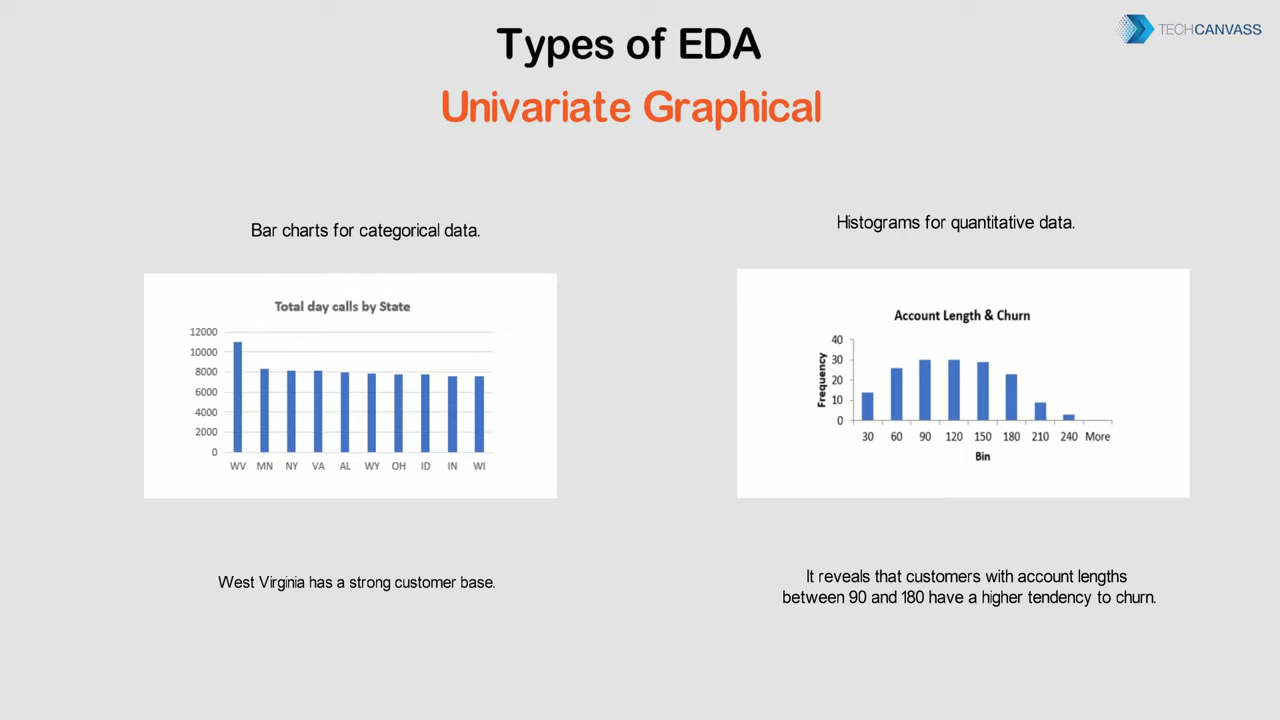 Types of EDA
TECHCANVASS
Univariate Graphical
Bar charts for categorical data.
Total day calls by State
12000
10000
8000
6000
4000
2000
0
WV MN NY VA AL WY OH ID IN WI
West Virginia has a strong customer base.
Histograms for quantitative data.
Account Length & Churn
Frequency
40
30
20
10
0
30 60 90 120 150 180 210 240 More
Bin
It reveals that customers with account lengths
between 90 and 180 have a higher tendency to churn.